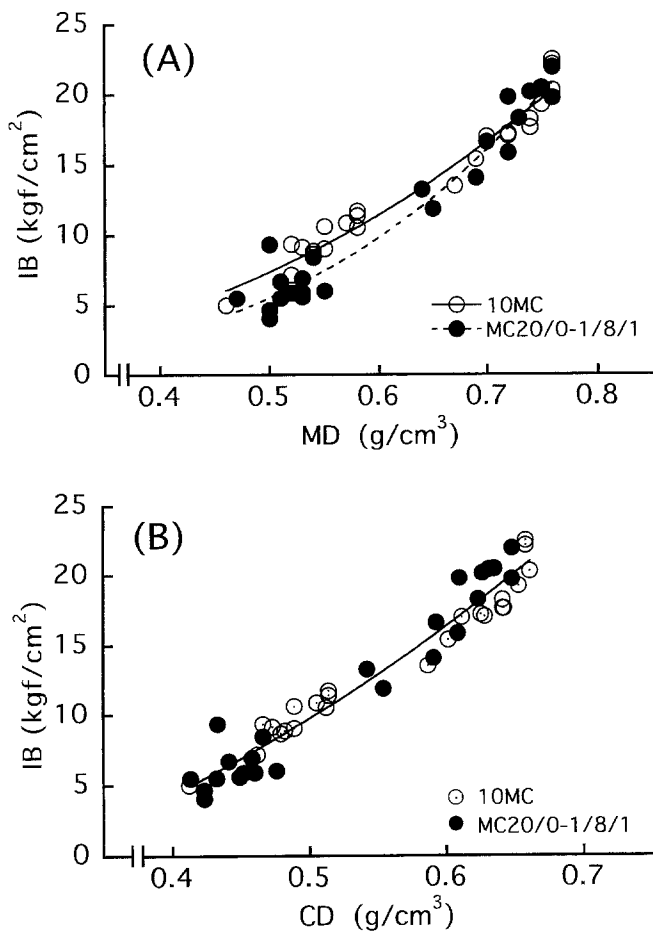 25
(A)
20
15
10
5
0
IB (kgf/cm²)
10MC
MC20/0-1/8/1
0.4 0.5 0.6 0.7 0.8
MD (g/cm³)
25
(B)
20
15
10
5
0
IB (kgf/cm²)
10MC
MC20/0-1/8/1
0.4 0.5 0.6 0.7
CD (g/cm³)